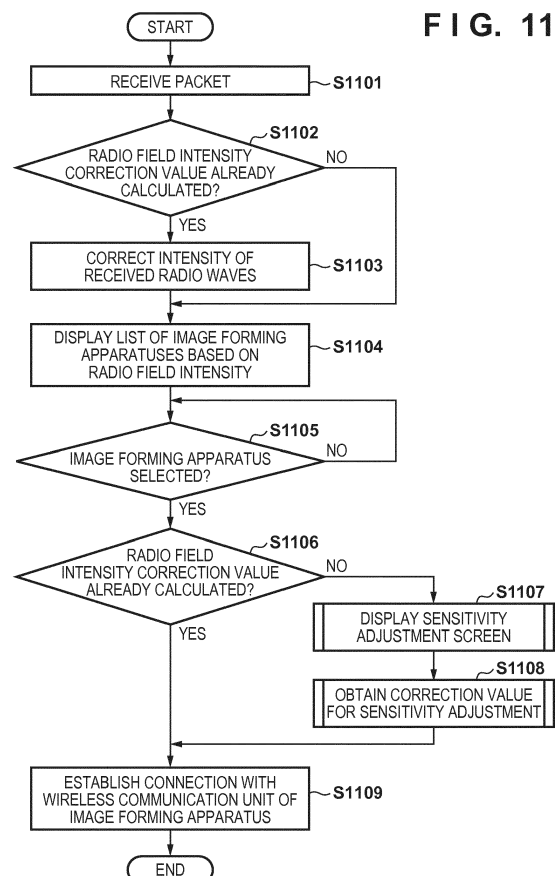 FIG. 11
START
RECEIVE PACKET
S1101
S1102
RADIO FIELD INTENSITY
CORRECTION VALUE ALREADY
CALCULATED?
NO
YES
CORRECT INTENSITY OF
RECEIVED RADIO WAVES
S1103
DISPLAY LIST OF IMAGE FORMING
APPARATUSES BASED ON
RADIO FIELD INTENSITY
S1104
S1105
IMAGE FORMING APPARATUS
SELECTED?
NO
YES
S1106
RADIO FIELD
INTENSITY CORRECTION VALUE
ALREADY CALCULATED?
NO
YES
S1107
DISPLAY SENSITIVITY
ADJUSTMENT SCREEN
S1108
OBTAIN CORRECTION VALUE
FOR SENSITIVITY ADJUSTMENT
ESTABLISH CONNECTION WITH
WIRELESS COMMUNICATION UNIT OF
IMAGE FORMING APPARATUS
S1109
END